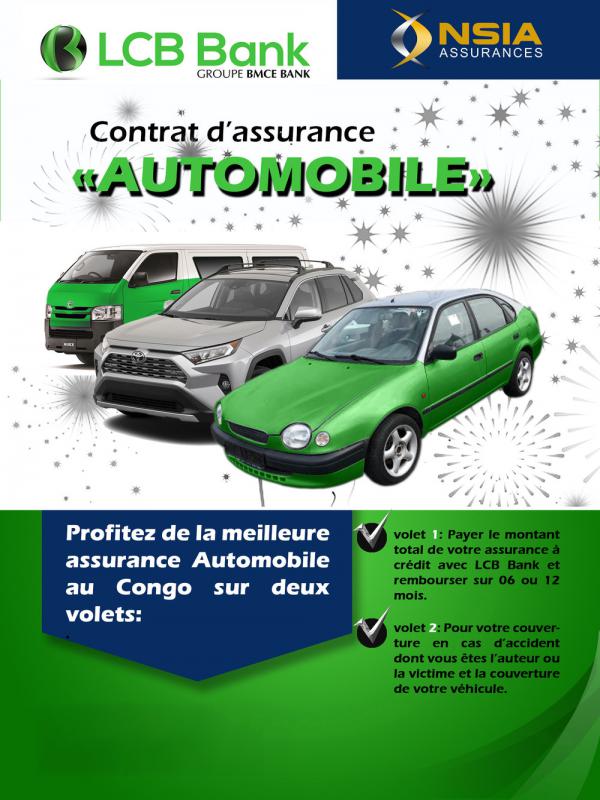 LCB Bank
GROUPE BMCE BANK
NSIA
ASSURANCES
Contrat d'assurance
«AUTOMOBILE»
Profitez de la meilleure
assurance Automobile
au Congo sur deux
volets:
volet 1: Payer le montant
total de votre assurance à
crédit avec LCB Bank et
rembourser sur 06 ou 12
mois.
volet 2: Pour votre couver-
ture en cas d'accident
dont vous êtes l'auteur ou
la victime et la couverture
de votre véhicule.